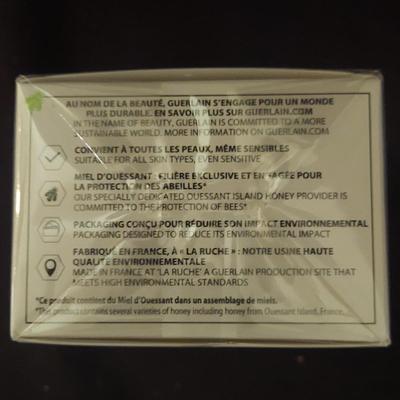 AU NOM DE LA BEAUTÉ, GUERLAIN S'ENGAGE POUR UN MONDE
PLUS DURABLE. EN SAVOIR PLUS SUR GUERLAIN.COM
IN THE NAME OF BEAUTY, GUERLAIN IS COMMITTED TO A MORE
SUSTAINABLE WORLD. MORE INFORMATION ON GUERLAIN.COM
CONVIENT À TOUTES LES PEAUX, MÊME SENSIBLES
SUITABLE FOR ALL SKIN TYPES, EVEN SENSITIVE
MIEL D'OUESSANT : FILIÈRE EXCLUSIVE ET ENGAGÉE POUR
LA PROTECTION DES ABEILLES*
OUR SPECIALLY DEDICATED OUESSANT ISLAND HONEY PROVIDER IS
COMMITTED TO THE PROTECTION OF BEES*
PACKAGING CONÇU POUR RÉDUIRE SON IMPACT ENVIRONNEMENTAL
PACKAGING DESIGNED TO REDUCE ITS ENVIRONMENTAL IMPACT
FABRIQUÉ EN FRANCE, À « LA RUCHE » : NOTRE USINE HAUTE
QUALITÉ ENVIRONNEMENTALE
MADE IN FRANCE AT 'LA RUCHE' A GUERLAIN PRODUCTION SITE THAT
MEETS HIGH ENVIRONMENTAL STANDARDS
*Ce produit contient du Miel d'Ouessant dans un assemblage de miels.
*This product contains several varieties of honey including honey from Ouessant Island, France.